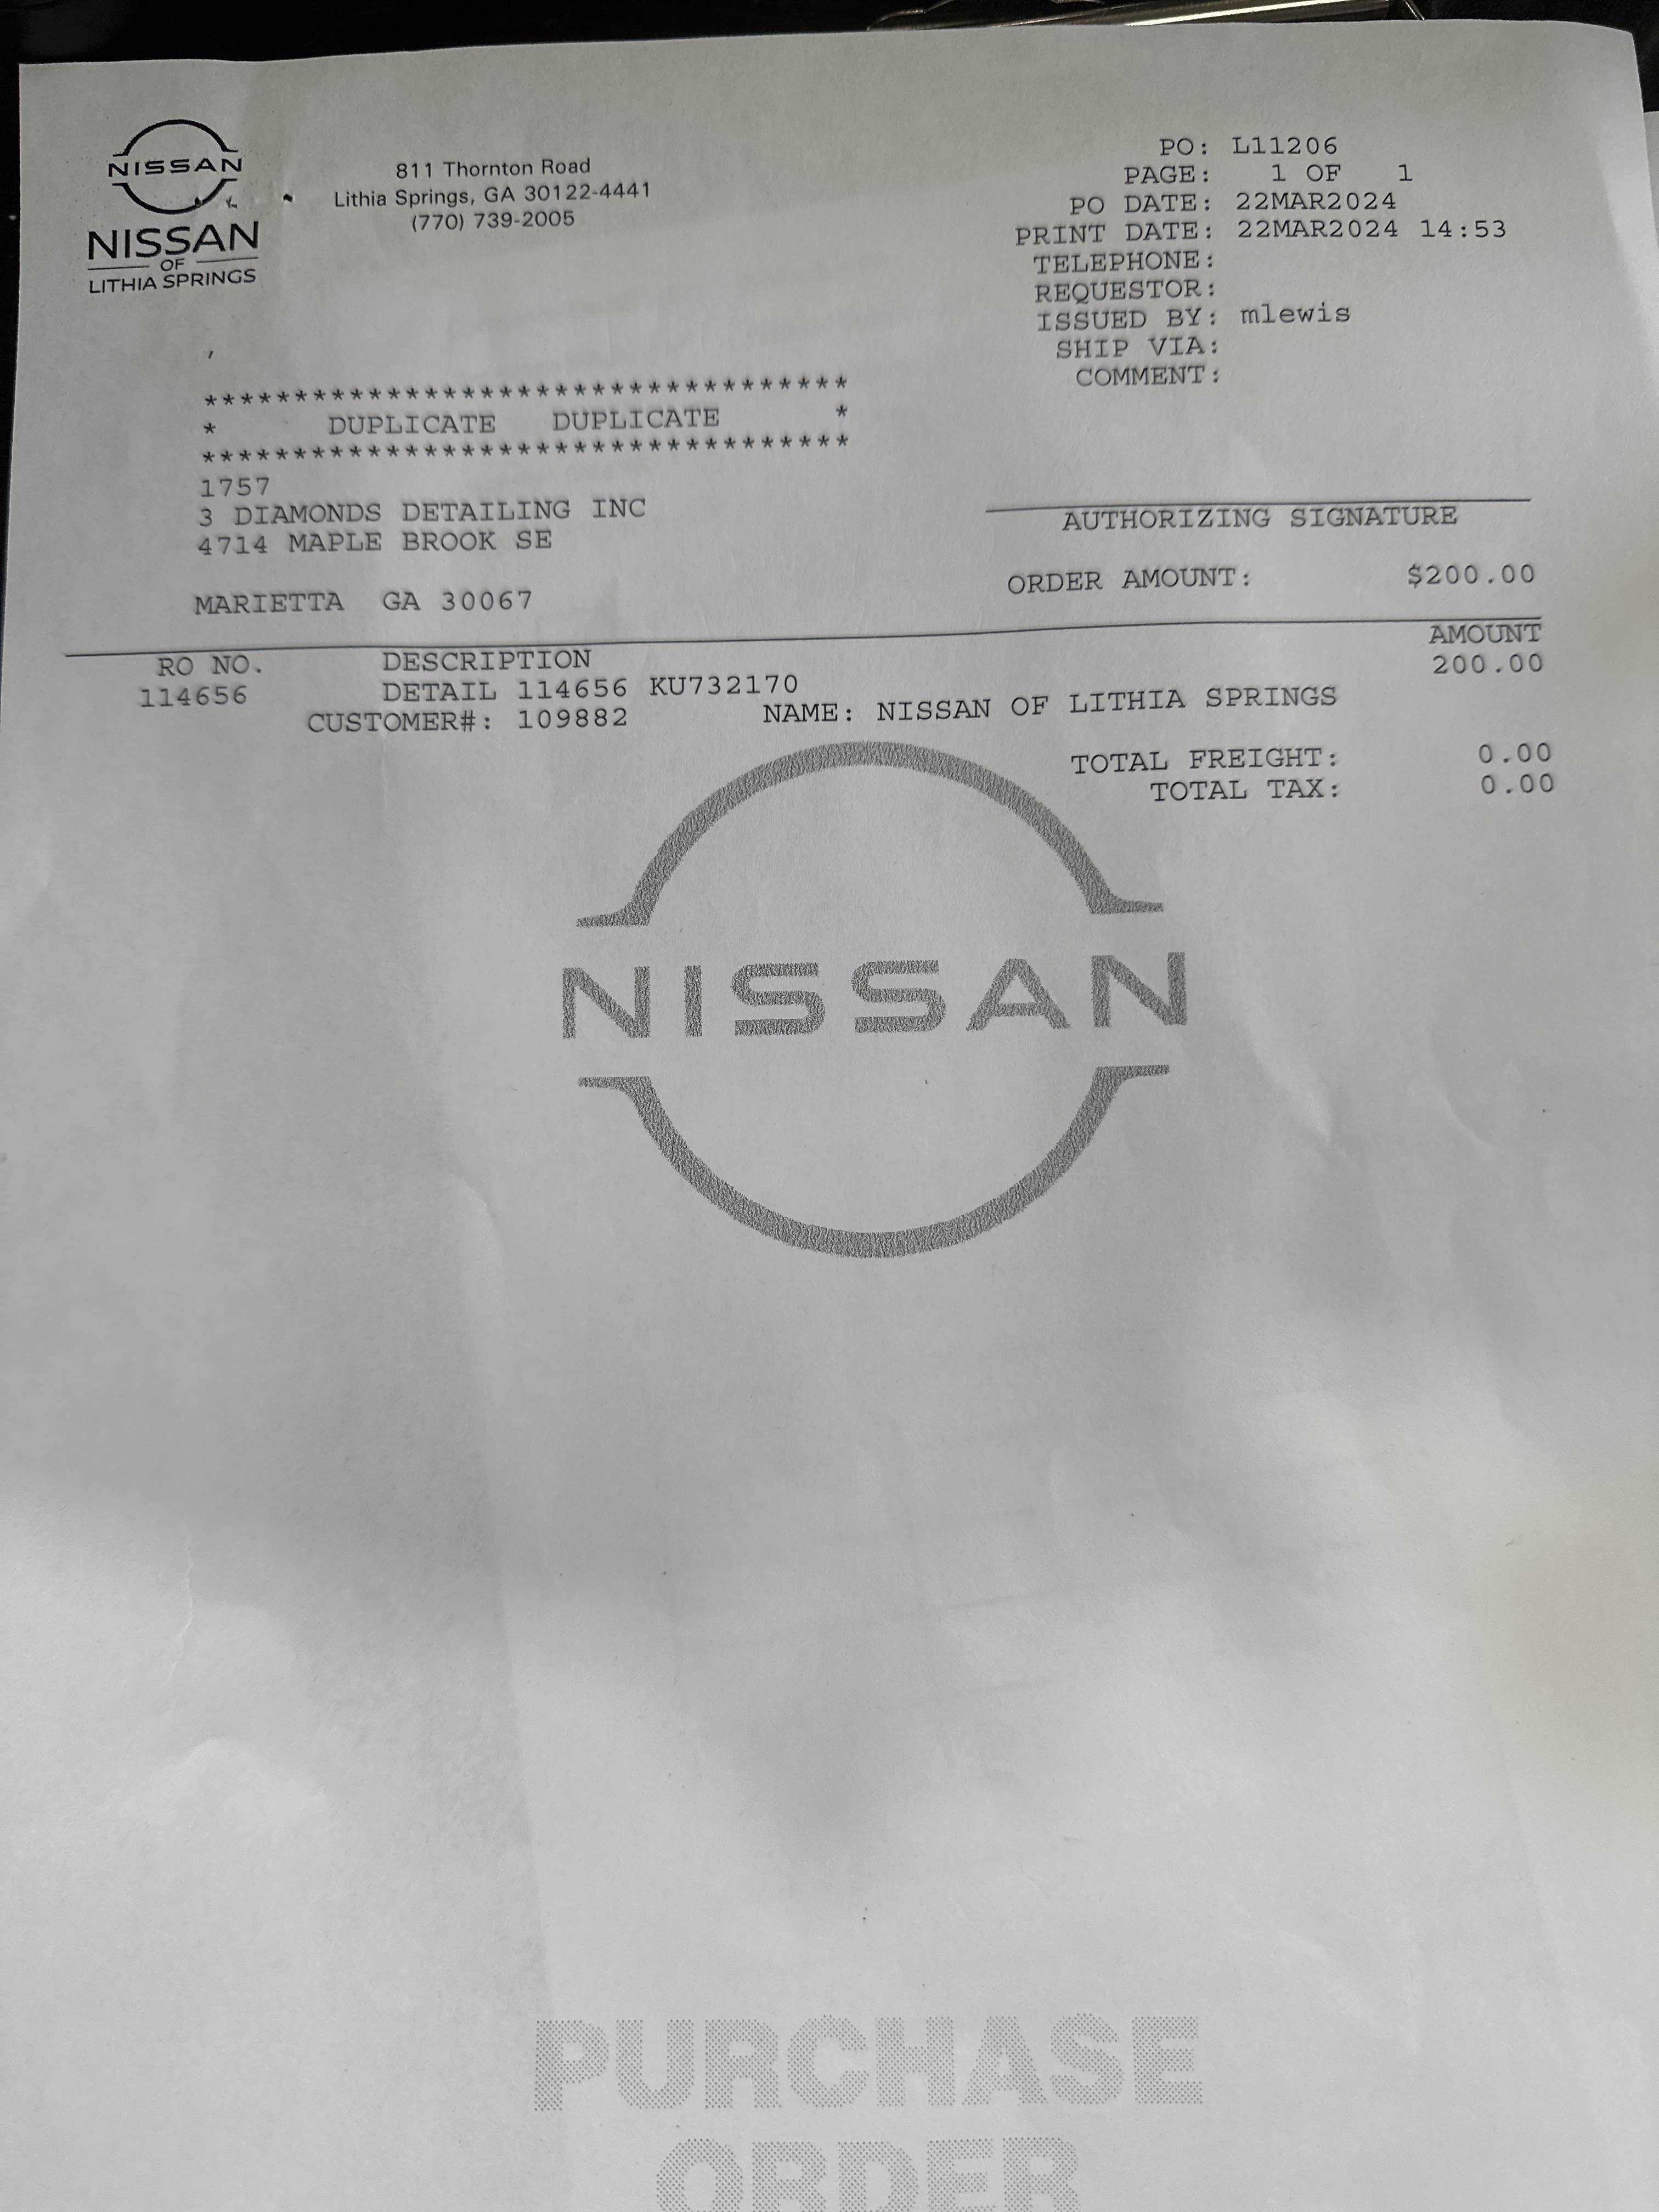 NISSAN
NISSAN
OF
LITHIA SPRINGS
811 Thornton Road
Lithia Springs, GA 30122-4441
(770) 739-2005
PO: L11206
PAGE: 1 OF 1
PO DATE: 22MAR2024
PRINT DATE: 22MAR2024 14:53
TELEPHONE:
REQUESTOR:
ISSUED BY: mlewis
SHIP VIA:
COMMENT:
,
***********************************
* DUPLICATE DUPLICATE *
***********************************
1757
3 DIAMONDS DETAILING INC
4714 MAPLE BROOK SE
MARIETTA GA 30067
AUTHORIZING SIGNATURE
ORDER AMOUNT: $200.00
RO NO. DESCRIPTION AMOUNT
114656 DETAIL 114656 KU732170 200.00
CUSTOMER#: 109882 NAME: NISSAN OF LITHIA SPRINGS
TOTAL FREIGHT: 0.00
TOTAL TAX: 0.00
NISSAN
PURCHASE
ORDER